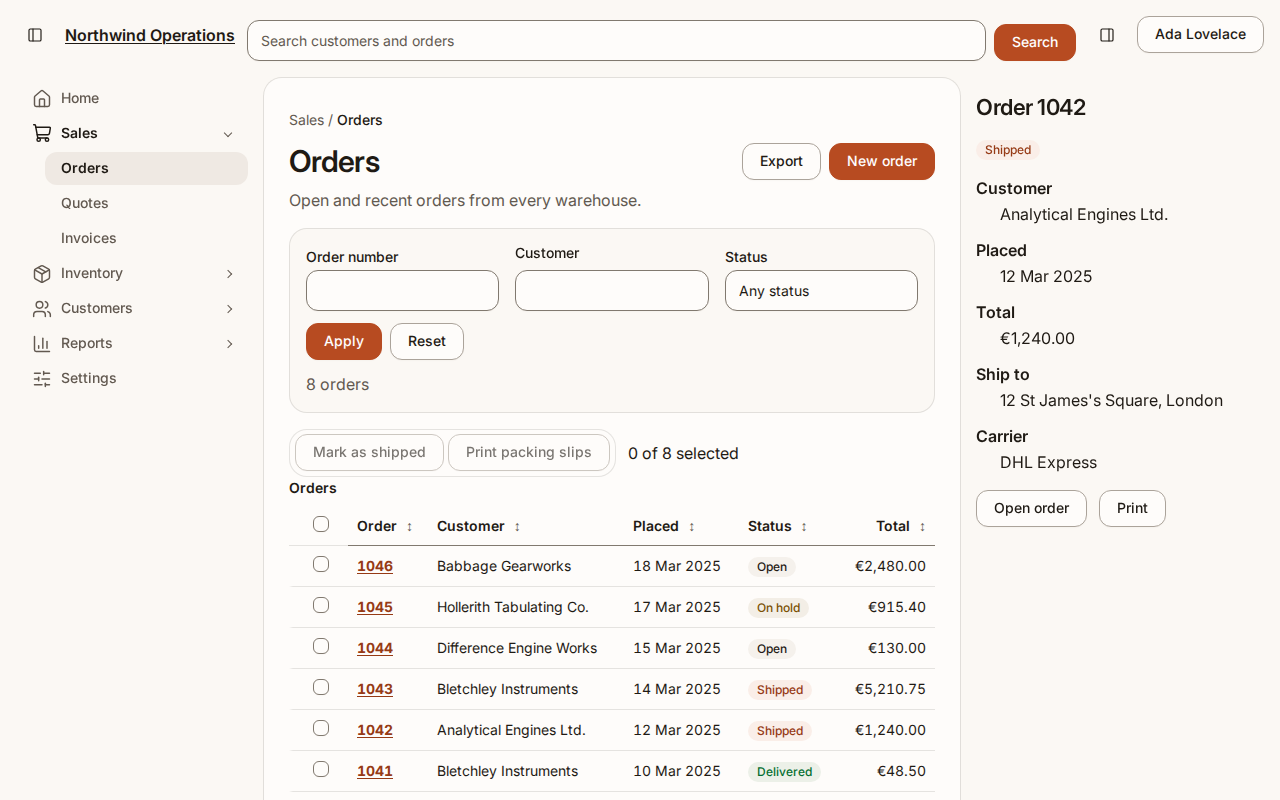 Northwind Operations
Search customers and orders
Search
Ada Lovelace
Home
Sales
Orders
Quotes
Invoices
Inventory
Customers
Reports
Settings
Sales / Orders
Orders
Export
New order
Open and recent orders from every warehouse.
Order number
Customer
Status
Any status
Apply
Reset
8 orders
Mark as shipped
Print packing slips
0 of 8 selected
Orders
Order ↕ Customer ↕ Placed ↕ Status ↕ Total ↕
1046 Babbage Gearworks 18 Mar 2025 Open €2,480.00
1045 Hollerith Tabulating Co. 17 Mar 2025 On hold €915.40
1044 Difference Engine Works 15 Mar 2025 Open €130.00
1043 Bletchley Instruments 14 Mar 2025 Shipped €5,210.75
1042 Analytical Engines Ltd. 12 Mar 2025 Shipped €1,240.00
1041 Bletchley Instruments 10 Mar 2025 Delivered €48.50
Order 1042
Shipped
Customer
Analytical Engines Ltd.
Placed
12 Mar 2025
Total
€1,240.00
Ship to
12 St James's Square, London
Carrier
DHL Express
Open order
Print